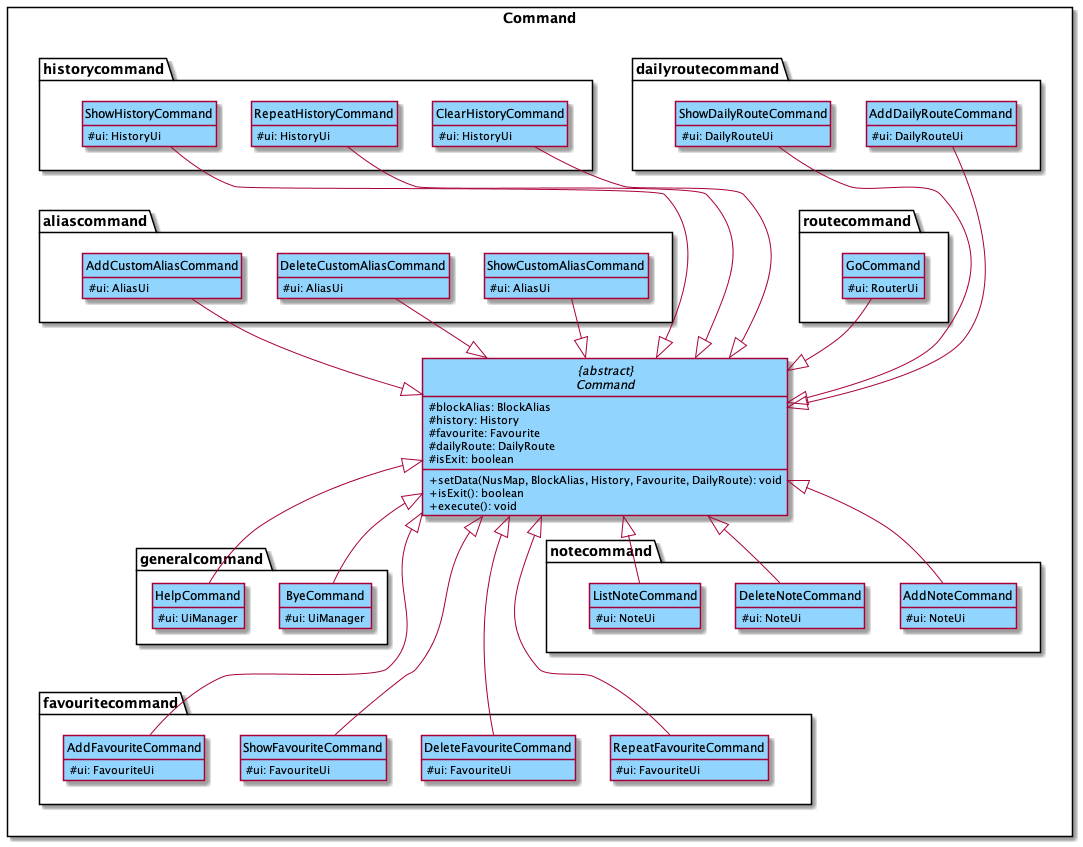 Command
historycommand
ShowHistoryCommand
#ui: HistoryUi
RepeatHistoryCommand
#ui: HistoryUi
ClearHistoryCommand
#ui: HistoryUi
dailyroutecommand
ShowDailyRouteCommand
#ui: DailyRouteUi
AddDailyRouteCommand
#ui: DailyRouteUi
aliascommand
AddCustomAliasCommand
#ui: AliasUi
DeleteCustomAliasCommand
#ui: AliasUi
ShowCustomAliasCommand
#ui: AliasUi
routecommand
GoCommand
#ui: RouterUi
{abstract}
Command
#blockAlias: BlockAlias
#history: History
#favourite: Favourite
#dailyRoute: DailyRoute
#isExit: boolean
+setData(NusMap, BlockAlias, History, Favourite, DailyRoute): void
+isExit(): boolean
+execute(): void
generalcommand
HelpCommand
#ui: UiManager
ByeCommand
#ui: UiManager
notecommand
ListNoteCommand
#ui: NoteUi
DeleteNoteCommand
#ui: NoteUi
AddNoteCommand
#ui: NoteUi
favouritecommand
AddFavouriteCommand
#ui: FavouriteUi
ShowFavouriteCommand
#ui: FavouriteUi
DeleteFavouriteCommand
#ui: FavouriteUi
RepeatFavouriteCommand
#ui: FavouriteUi